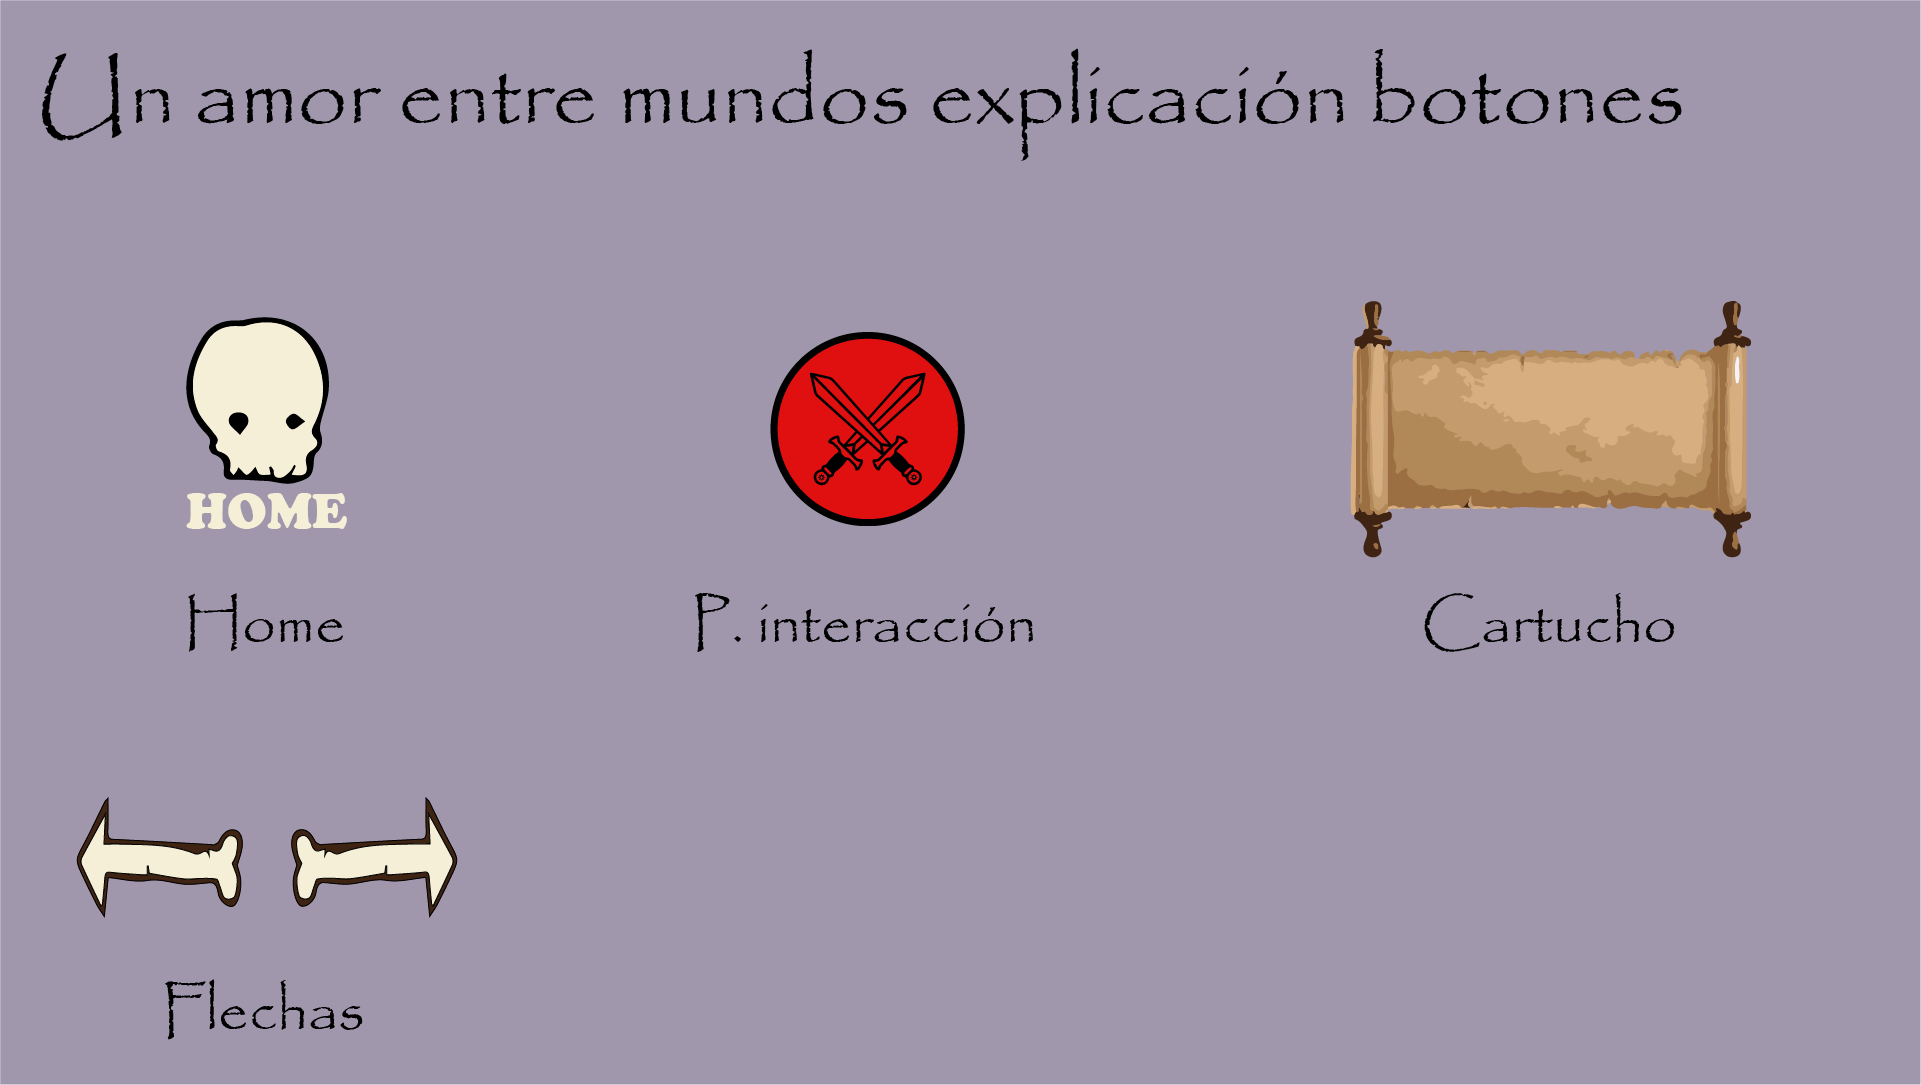 Un amor entre mundos explicación botones
HOME
Home
P. interacción
Cartucho
Flechas